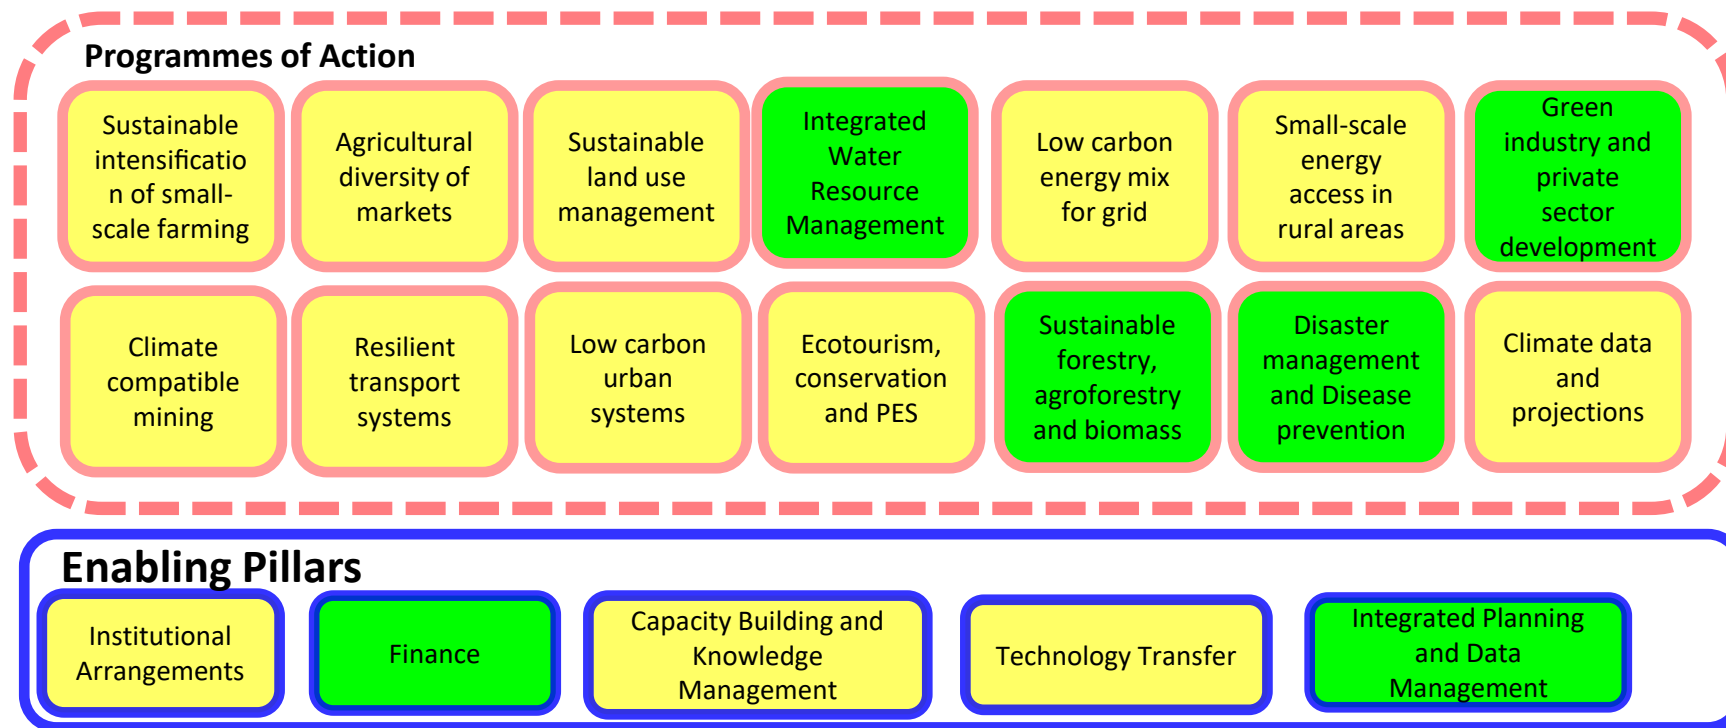 Programmes of Action
Sustainable
intensificatio
n of small-
scale farming
Agricultural
diversity of
markets
Sustainable
land use
management
Integrated
Water
Resource
Management
Low carbon
energy mix
for grid
Small-scale
energy
access in
rural areas
Green
industry and
private
sector
development
Climate
compatible
mining
Resilient
transport
systems
Low carbon
urban
systems
Ecotourism,
conservation
and PES
Sustainable
forestry,
agroforestry
and biomass
Disaster
management
and Disease
prevention
Climate data
and
projections
Enabling Pillars
Institutional
Arrangements
Finance
Capacity Building and
Knowledge
Management
Technology Transfer
Integrated Planning
and Data
Management